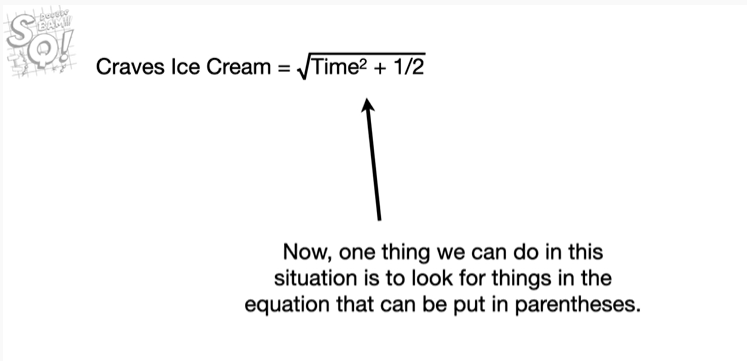 SQ!
Craves Ice Cream = √Time² + 1/2
Now, one thing we can do in this
situation is to look for things in the
equation that can be put in parentheses.